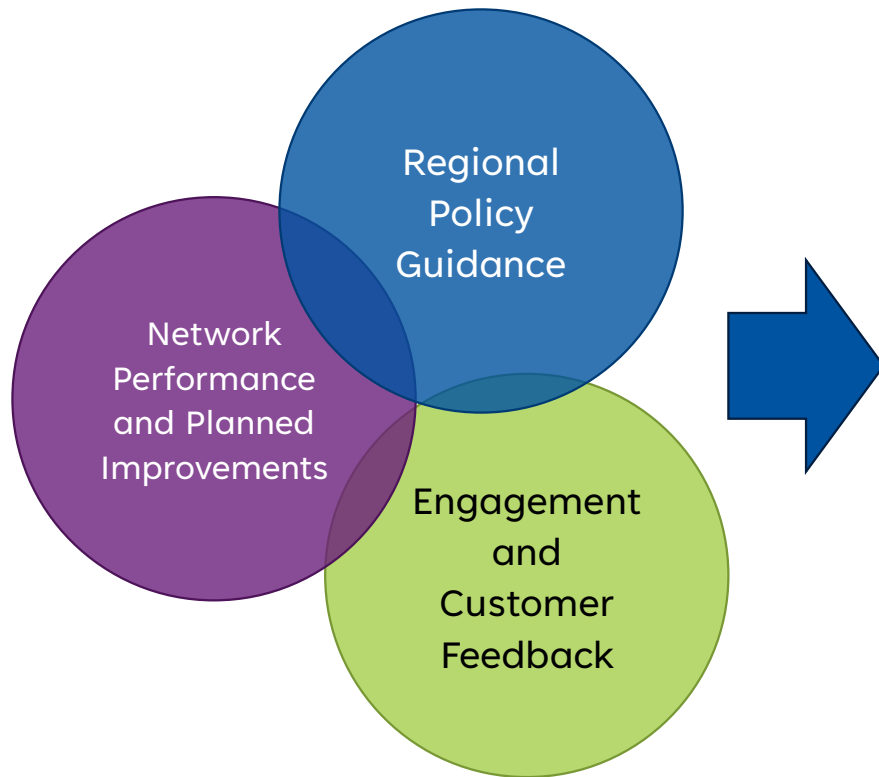 Regional
Policy
Guidance
Network
Performance
and Planned
Improvements
Engagement
and
Customer
Feedback